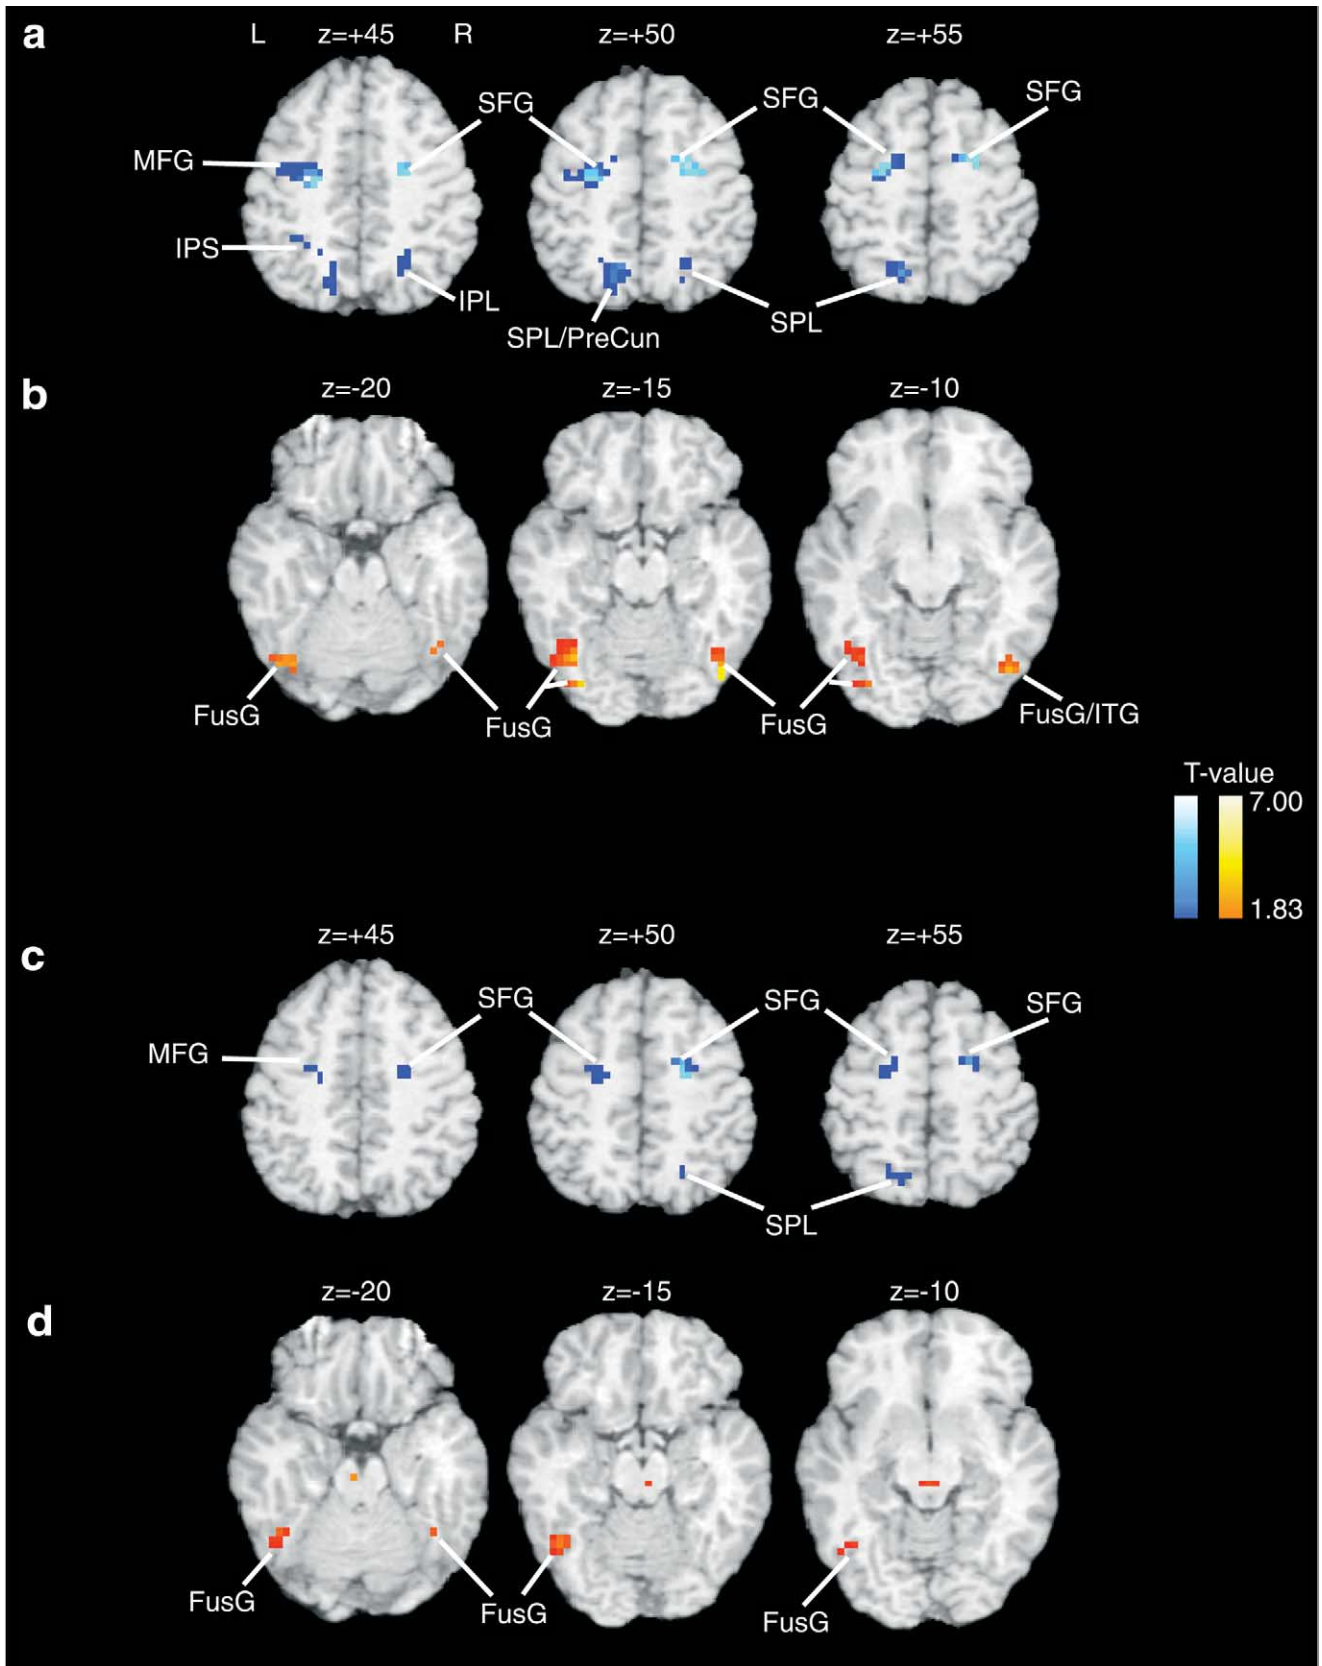 a
L z=+45 R z=+50 z=+55
SFG SFG SFG
MFG
IPS
IPL
SPL
SPL/PreCun
b
z=-20 z=-15 z=-10
FusG FusG FusG FusG/ITG
T-value
7.00
1.83
c
z=+45 z=+50 z=+55
SFG SFG SFG
MFG
SPL
d
z=-20 z=-15 z=-10
FusG FusG FusG